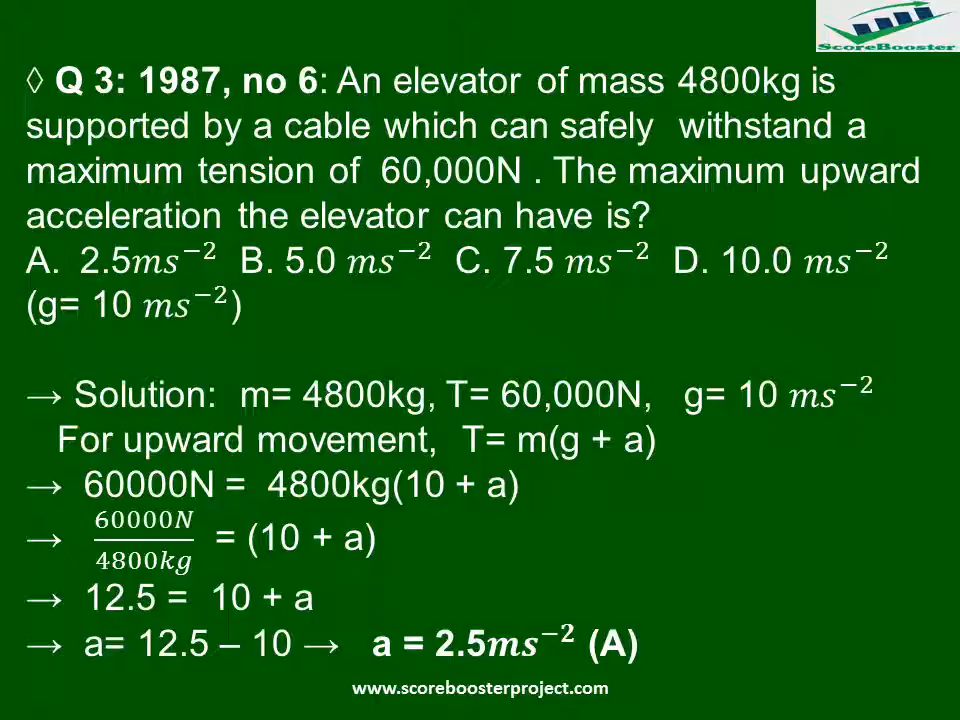 ScoreBooster
◊ Q 3: 1987, no 6: An elevator of mass 4800kg is
supported by a cable which can safely withstand a
maximum tension of 60,000N . The maximum upward
acceleration the elevator can have is?
A. 2.5𝑚𝑠⁻² B. 5.0 𝑚𝑠⁻² C. 7.5 𝑚𝑠⁻² D. 10.0 𝑚𝑠⁻²
(g= 10 𝑚𝑠⁻²)
→ Solution: m= 4800kg, T= 60,000N, g= 10 𝑚𝑠⁻²
For upward movement, T= m(g + a)
→ 60000N = 4800kg(10 + a)
→ 60000𝑁/4800𝑘𝑔 = (10 + a)
→ 12.5 = 10 + a
→ a= 12.5 – 10 → a = 2.5𝒎𝒔⁻² (A)
www.scoreboosterproject.com